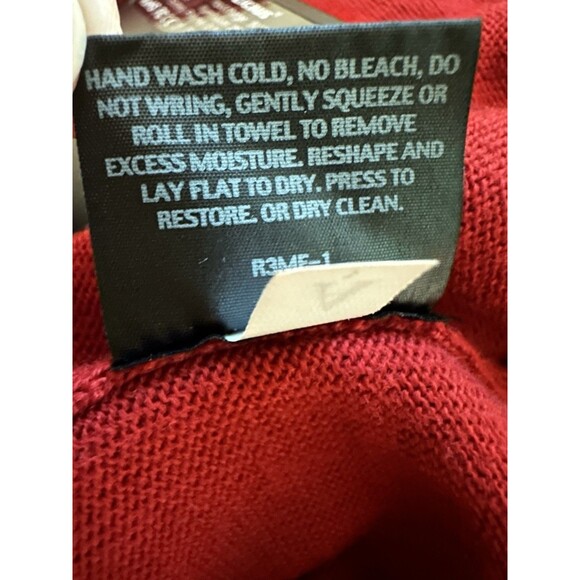 HAND WASH COLD, NO BLEACH, DO
NOT WRING, GENTLY SQUEEZE OR
ROLL IN TOWEL TO REMOVE
EXCESS MOISTURE. RESHAPE AND
LAY FLAT TO DRY. PRESS TO
RESTORE. OR DRY CLEAN.
R3MF-1